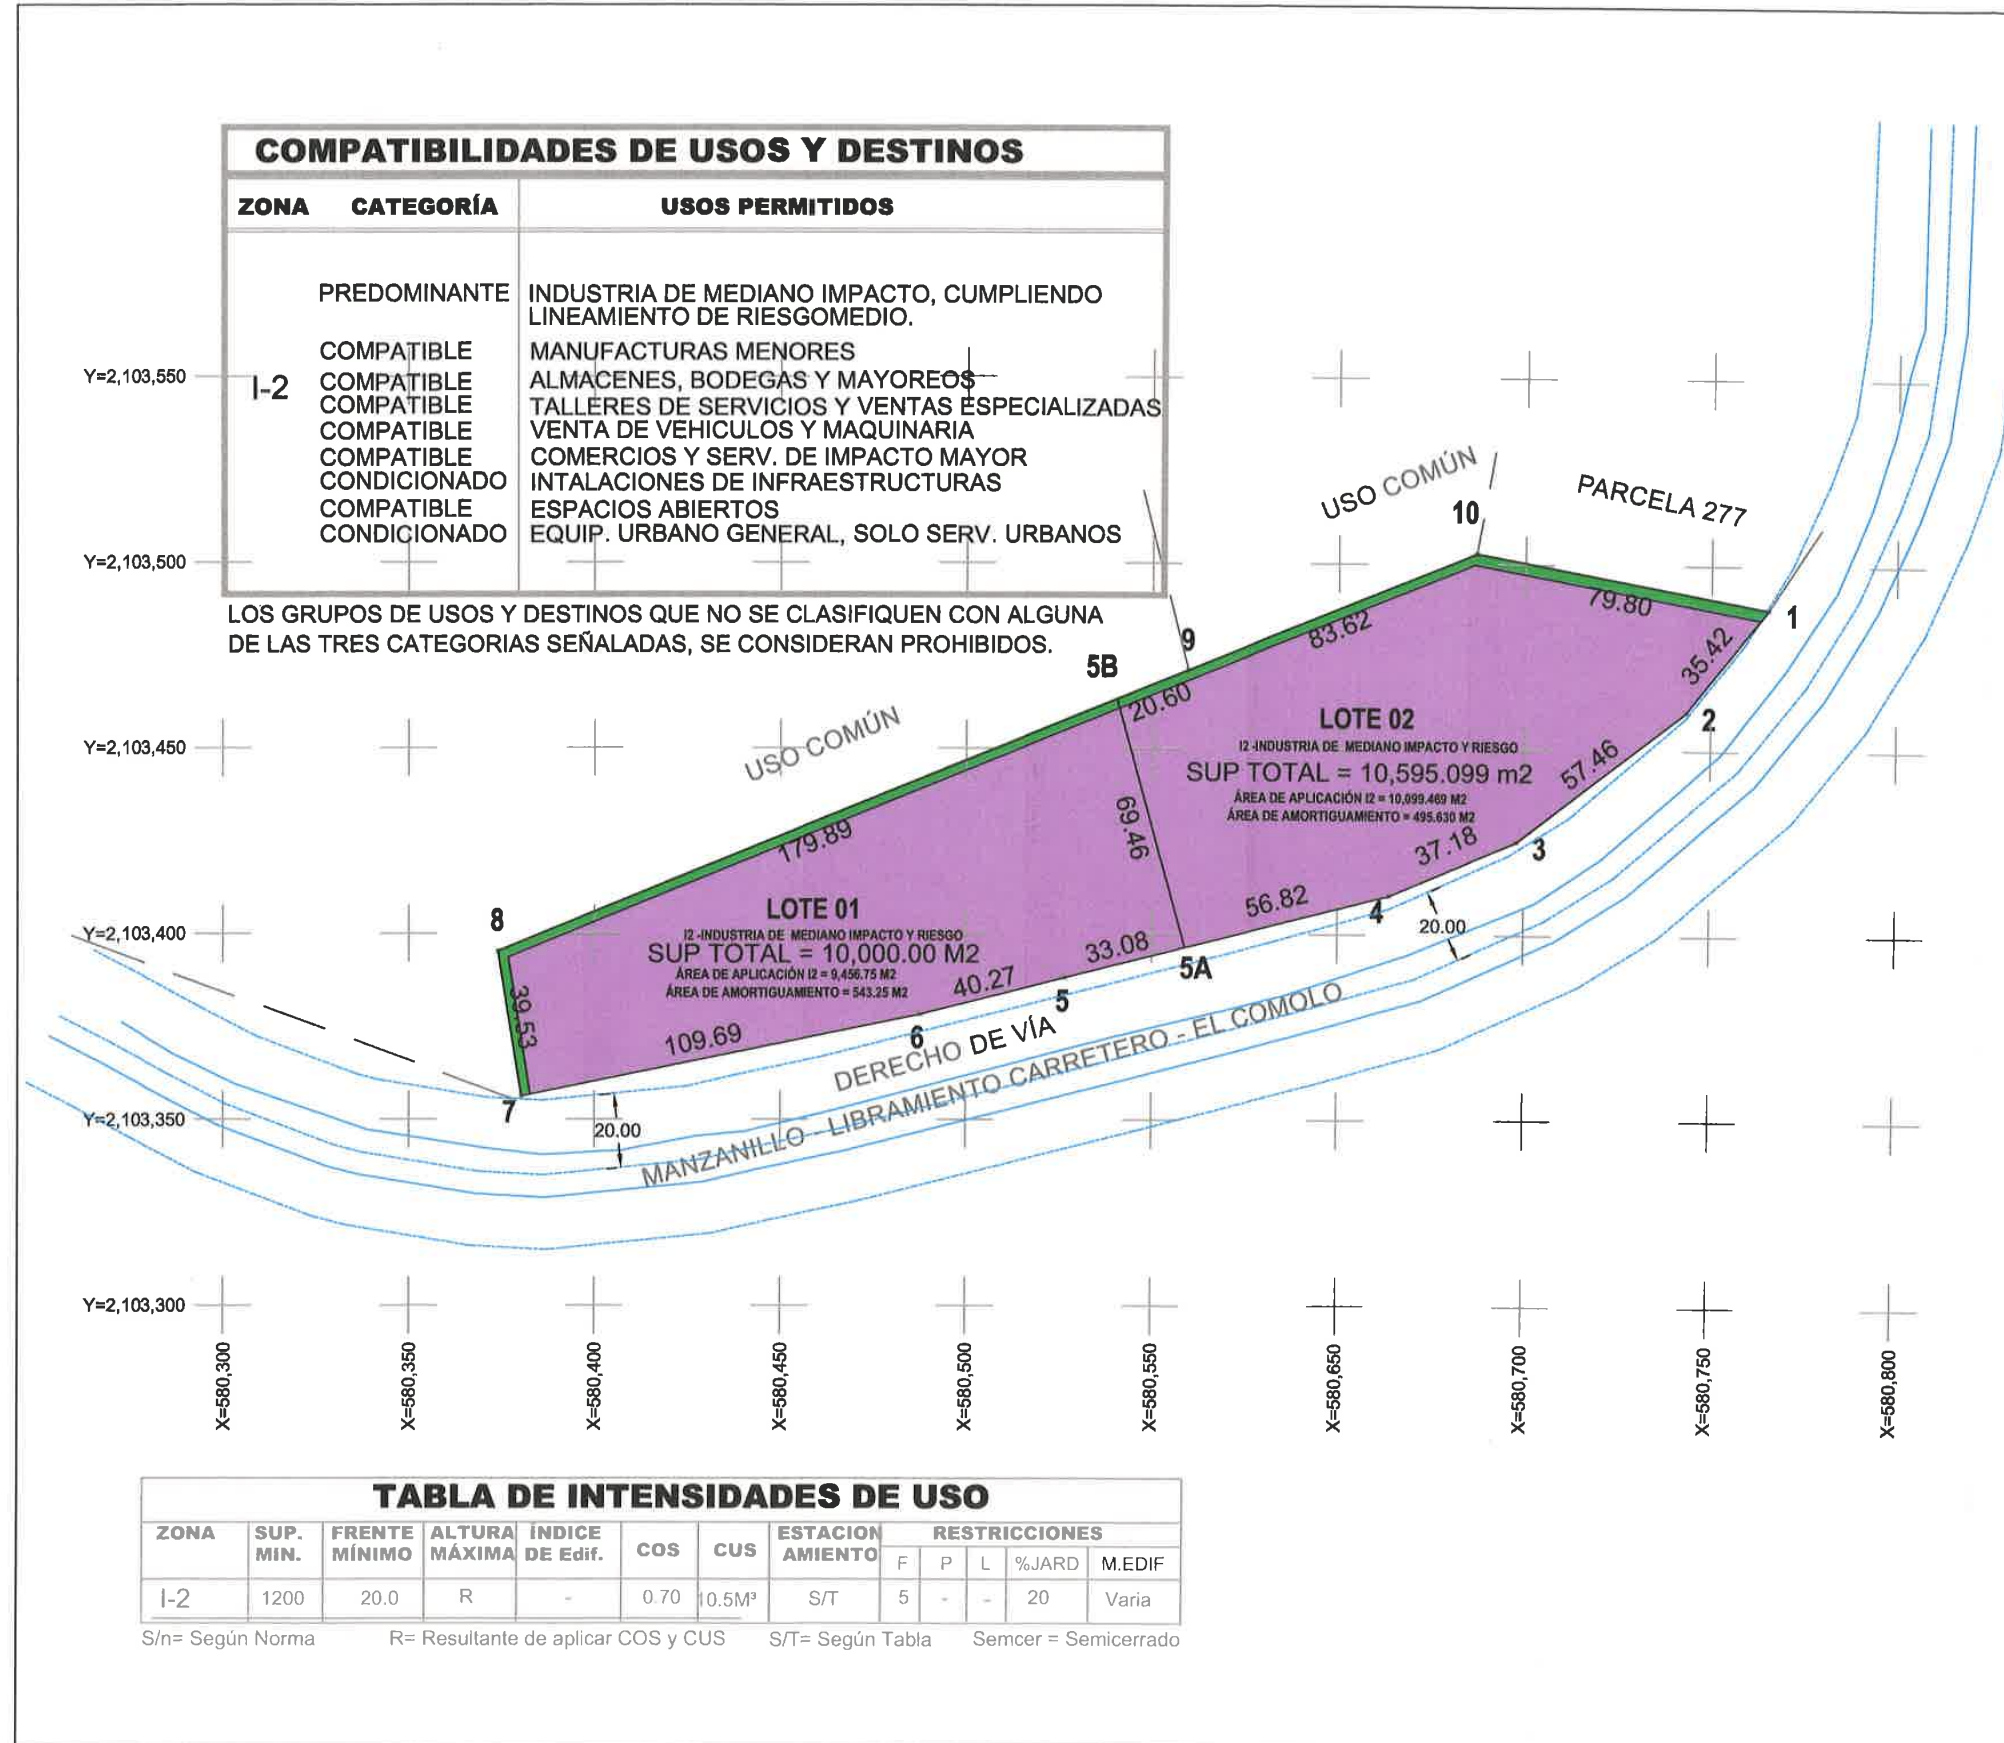 COMPATIBILIDADES DE USOS Y DESTINOS
ZONA CATEGORÍA USOS PERMITIDOS
I-2
PREDOMINANTE INDUSTRIA DE MEDIANO IMPACTO, CUMPLIENDO
LINEAMIENTO DE RIESGOMEDIO.
COMPATIBLE MANUFACTURAS MENORES
COMPATIBLE ALMACENES, BODEGAS Y MAYOREOS
COMPATIBLE TALLERES DE SERVICIOS Y VENTAS ESPECIALIZADAS
COMPATIBLE VENTA DE VEHICULOS Y MAQUINARIA
COMPATIBLE COMERCIOS Y SERV. DE IMPACTO MAYOR
CONDICIONADO INTALACIONES DE INFRAESTRUCTURAS
COMPATIBLE ESPACIOS ABIERTOS
CONDICIONADO EQUIP. URBANO GENERAL, SOLO SERV. URBANOS
LOS GRUPOS DE USOS Y DESTINOS QUE NO SE CLASIFIQUEN CON ALGUNA
DE LAS TRES CATEGORIAS SEÑALADAS, SE CONSIDERAN PROHIBIDOS.
Y=2,103,550
Y=2,103,500
Y=2,103,450
Y=2,103,400
Y=2,103,350
Y=2,103,300
USO COMÚN
PARCELA 277
10
79.80
1
83.62
35.42
9
5B
20.60
2
USO COMÚN
LOTE 02
I2 -INDUSTRIA DE MEDIANO IMPACTO Y RIESGO
SUP TOTAL = 10,595.099 m2
ÁREA DE APLICACIÓN I2 = 10,099.469 M2
ÁREA DE AMORTIGUAMIENTO = 495.630 M2
57.46
179.89
69.46
37.18
3
56.82
4
20.00
8
LOTE 01
I2 -INDUSTRIA DE MEDIANO IMPACTO Y RIESGO
SUP TOTAL = 10,000.00 M2
ÁREA DE APLICACIÓN I2 = 9,456.75 M2
ÁREA DE AMORTIGUAMIENTO = 543.25 M2
33.08
5A
40.27
5
39.53
109.69
6
7
DERECHO DE VÍA
20.00
MANZANILLO - LIBRAMIENTO CARRETERO - EL COMOLO
X=580,300
X=580,350
X=580,400
X=580,450
X=580,500
X=580,550
X=580,650
X=580,700
X=580,750
X=580,800
TABLA DE INTENSIDADES DE USO
ZONA SUP. MIN. FRENTE MÍNIMO ALTURA MÁXIMA ÍNDICE DE Edif. COS CUS ESTACION AMIENTO RESTRICCIONES
F P L %JARD M.EDIF
I-2 1200 20.0 R - 0.70 10.5M³ S/T 5 - - 20 Varia
S/n= Según Norma R= Resultante de aplicar COS y CUS S/T= Según Tabla Semcer = Semicerrado